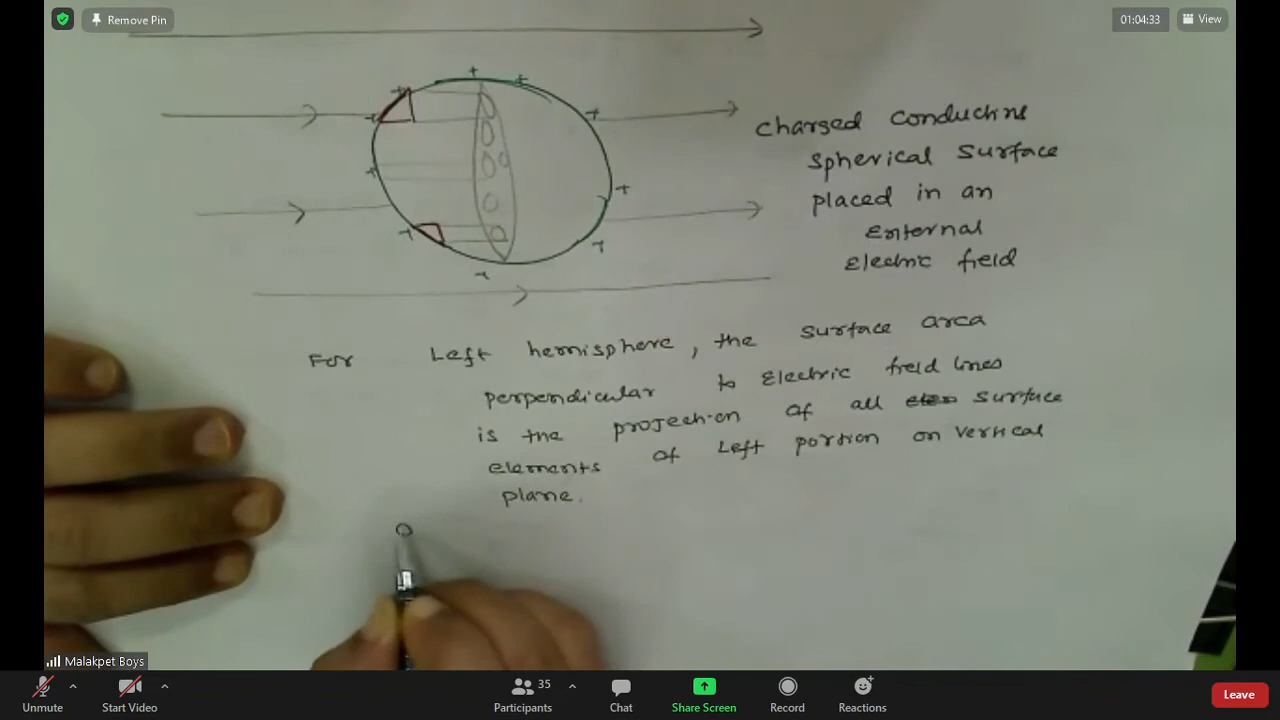 Remove Pin
01:04:33
View
Charged Conducting
Spherical Surface
placed in an
External
Electric field
For Left hemisphere, the surface area
perpendicular to Electric field lines
is the projection of all surface
elements of Left portion on vertical
plane.
Malakpet Boys
35
Unmute
Start Video
Participants
Chat
Share Screen
Record
Reactions
Leave